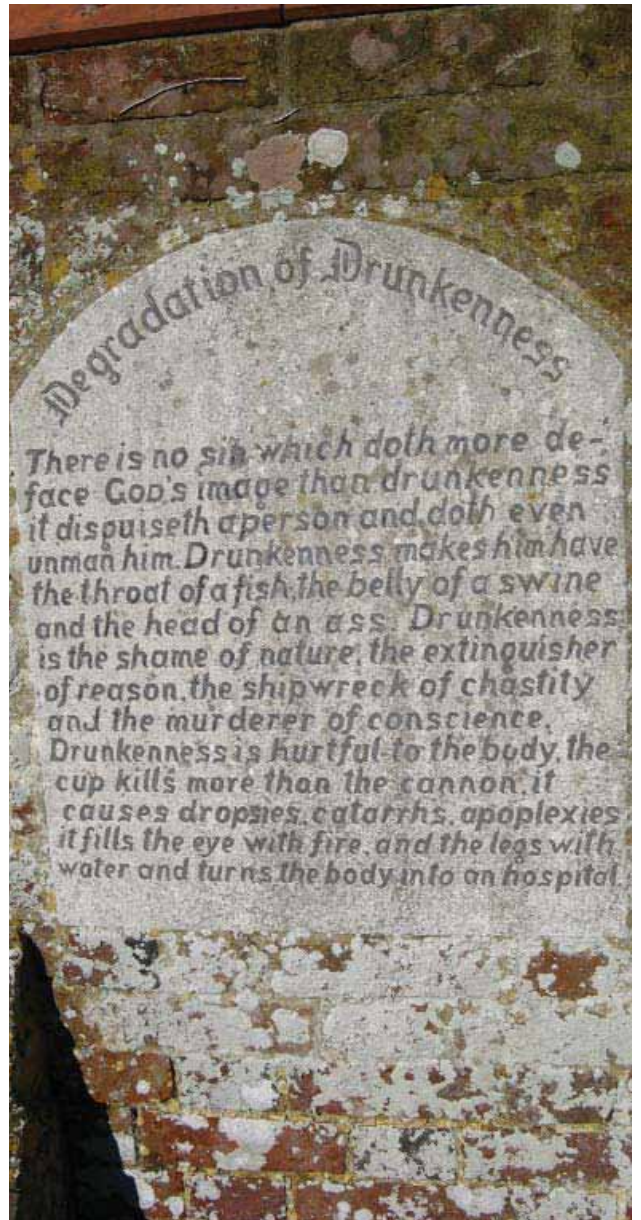 Degradation of Drunkenness
There is no sin which doth more de-
face GOD's image than drunkenness
it disguiseth a person and doth even
unman him. Drunkenness makes him have
the throat of a fish, the belly of a swine
and the head of an ass. Drunkenness
is the shame of nature, the extinguisher
of reason, the shipwreck of chastity
and the murderer of conscience.
Drunkenness is hurtful to the body, the
cup kills more than the cannon, it
causes dropsies, catarrhs, apoplexies
it fills the eye with fire, and the legs with
water and turns the body into an hospital.